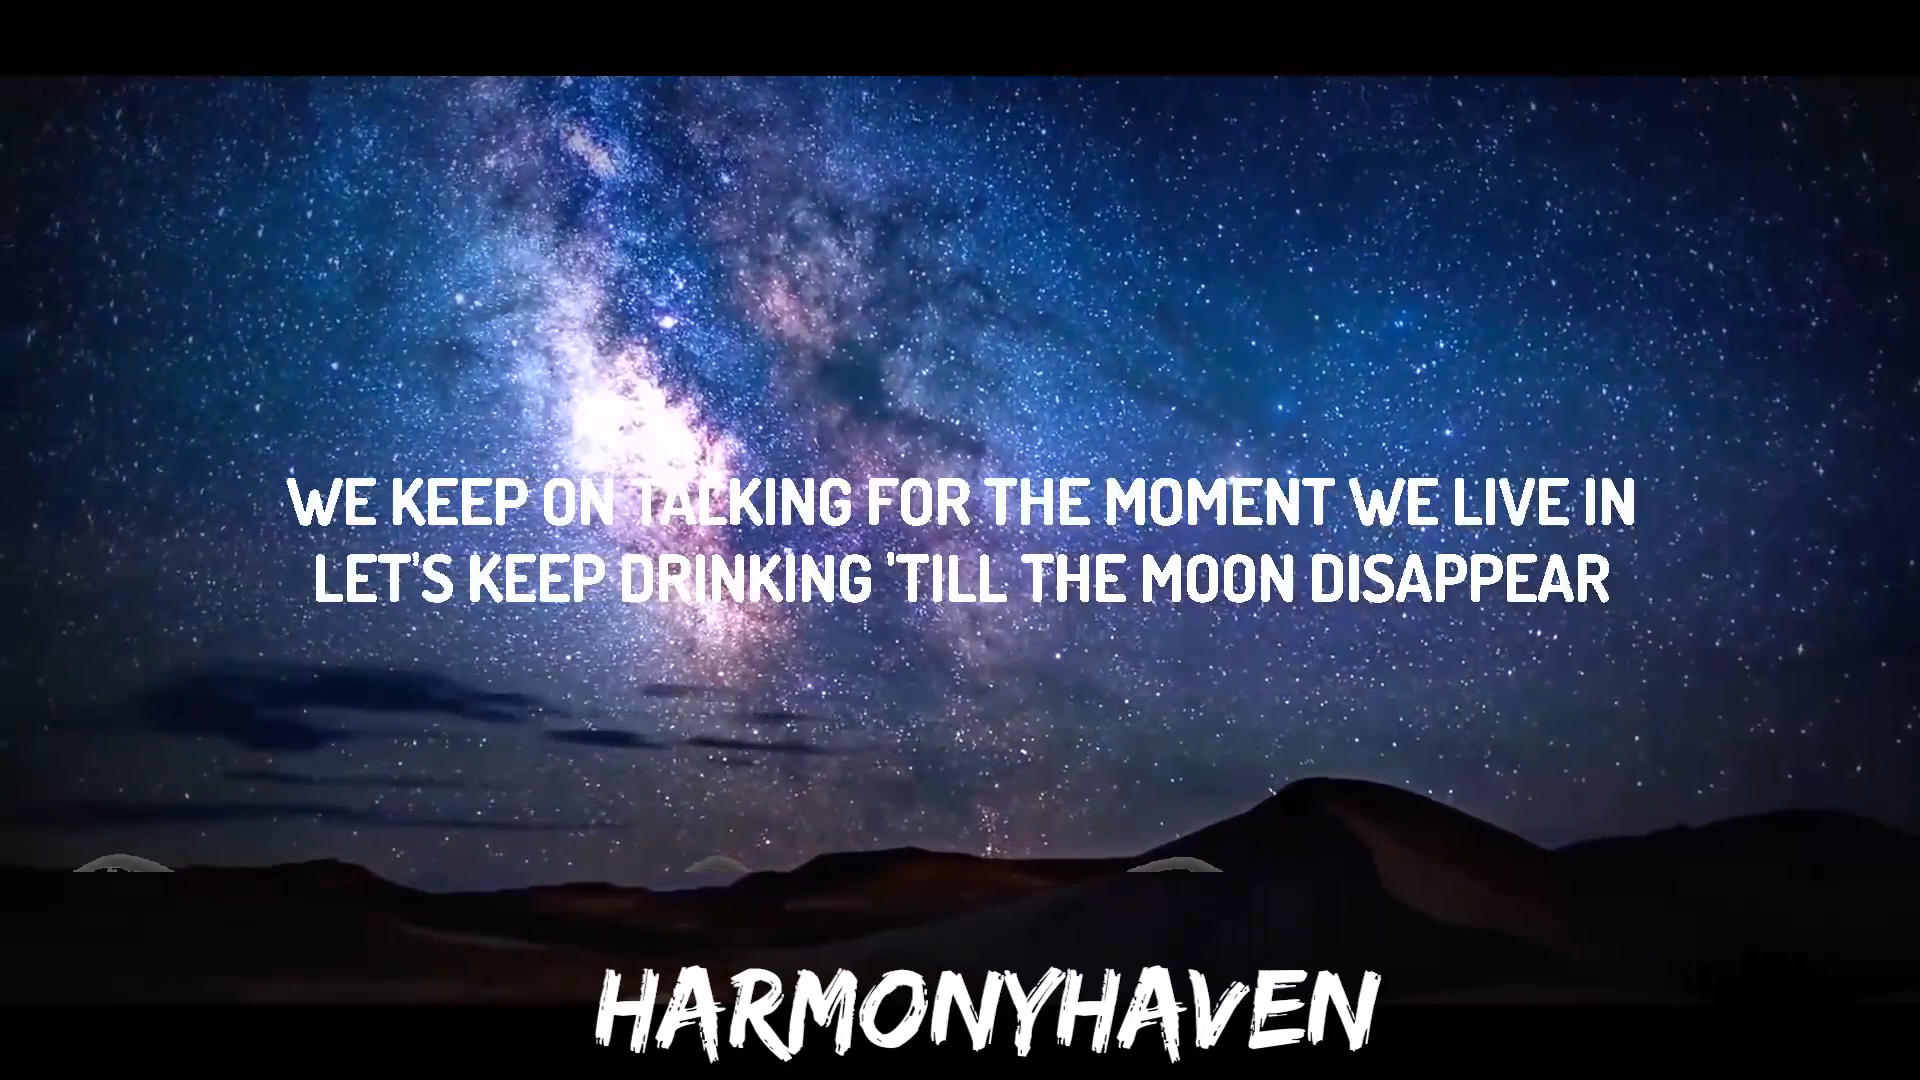 WE KEEP ON TALKING FOR THE MOMENT WE LIVE IN
LET'S KEEP DRINKING 'TILL THE MOON DISAPPEAR
HARMONYHAVEN